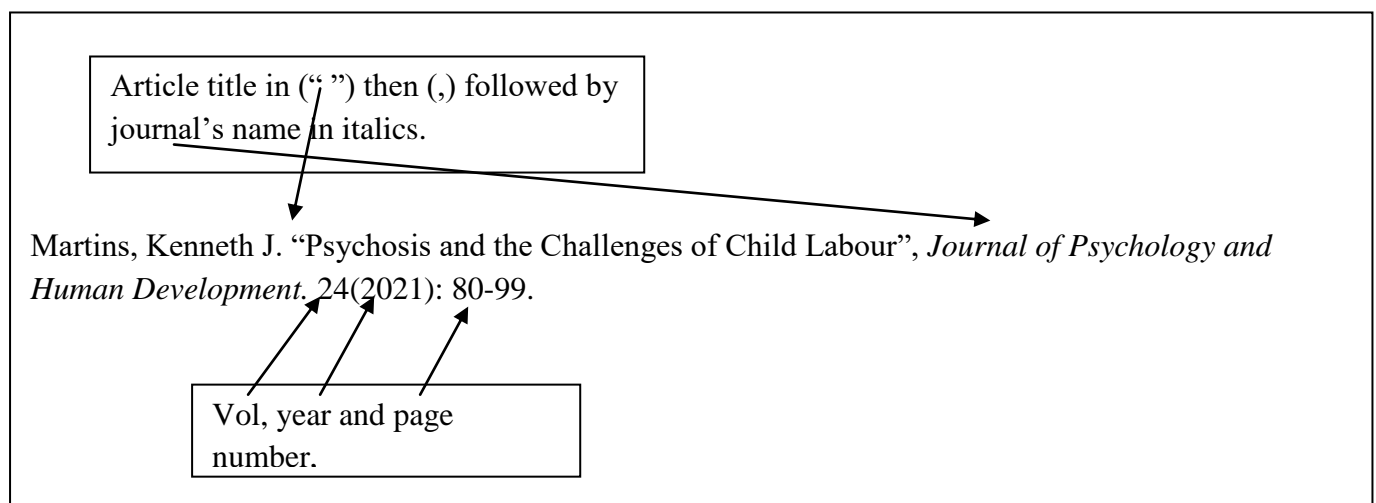 Article title in (“ ”) then (,) followed by
journal’s name in italics.
Martins, Kenneth J. “Psychosis and the Challenges of Child Labour”, Journal of Psychology and
Human Development. 24(2021): 80-99.
Vol, year and page
number.